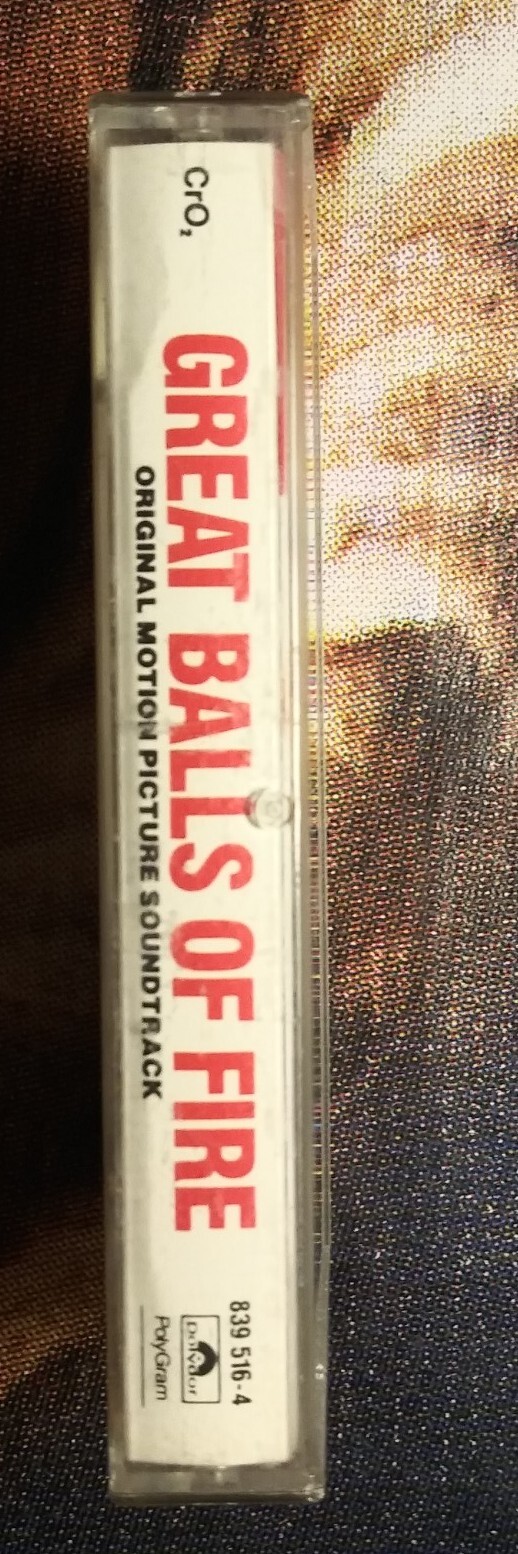 CrO₂
GREAT BALLS OF FIRE
ORIGINAL MOTION PICTURE SOUNDTRACK
839 516-4
polydor
PolyGram